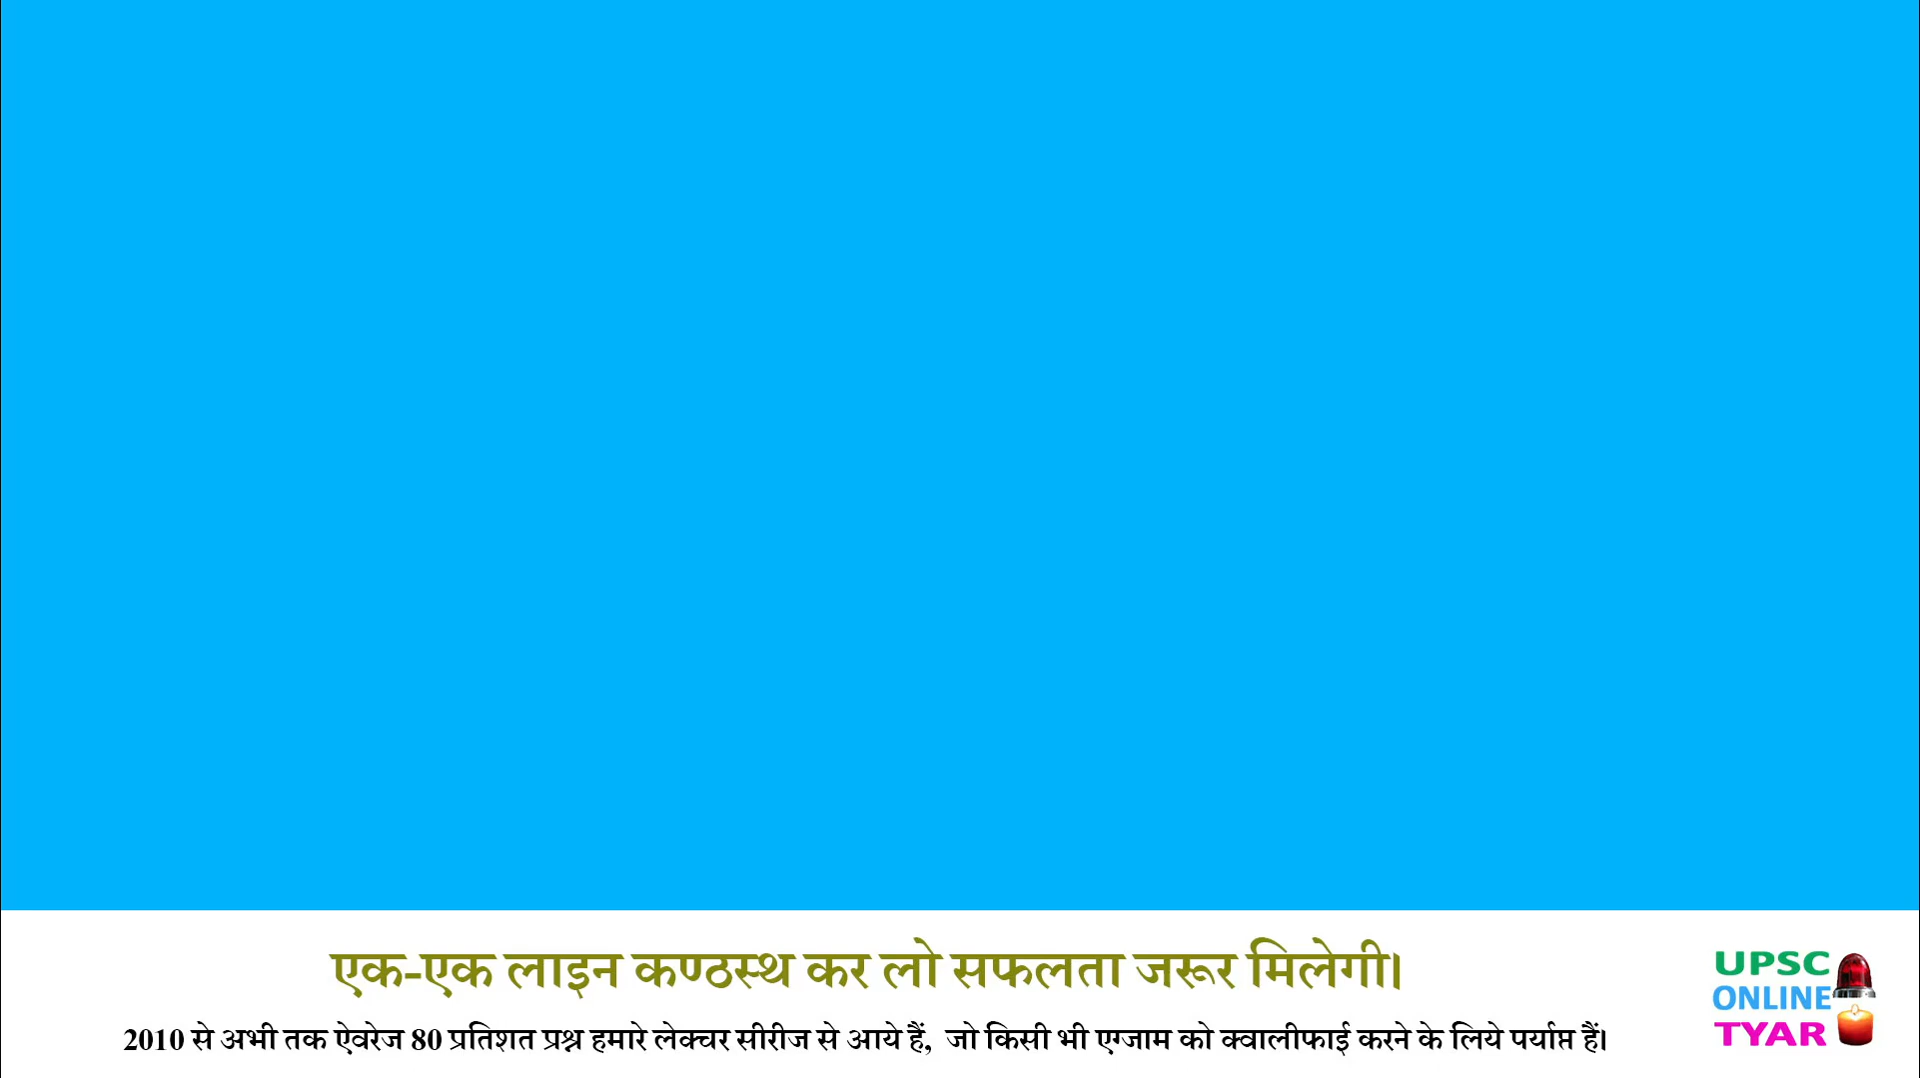 एक-एक लाइन कण्ठस्थ कर लो सफलता जरूर मिलेगी।
2010 से अभी तक ऐवरेज 80 प्रतिशत प्रश्न हमारे लेक्चर सीरीज से आये हैं, जो किसी भी एग्जाम को क्वालीफाई करने के लिये पर्याप्त हैं।
UPSC
ONLINE
TYAR